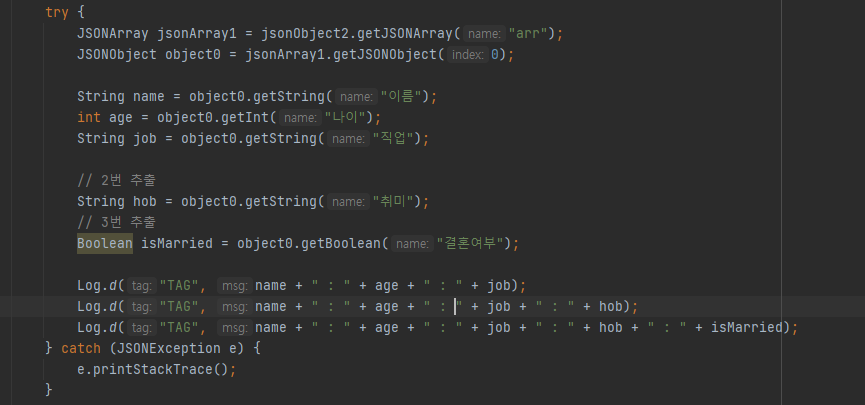 try {
JSONArray jsonArray1 = jsonObject2.getJSONArray( name: "arr");
JSONObject object0 = jsonArray1.getJSONObject( index: 0);
String name = object0.getString( name: "이름");
int age = object0.getInt( name: "나이");
String job = object0.getString( name: "직업");
// 2번 추출
String hob = object0.getString( name: "취미");
// 3번 추출
Boolean isMarried = object0.getBoolean( name: "결혼여부");
Log.d( tag: "TAG", msg: name + " : " + age + " : " + job);
Log.d( tag: "TAG", msg: name + " : " + age + " : " + job + " : " + hob);
Log.d( tag: "TAG", msg: name + " : " + age + " : " + job + " : " + hob + " : " + isMarried);
} catch (JSONException e) {
e.printStackTrace();
}